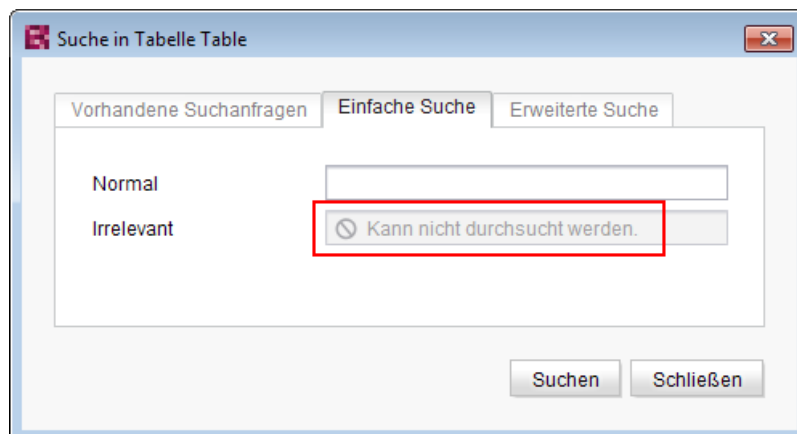 Suche in Tabelle Table
Vorhandene Suchanfragen Einfache Suche Erweiterte Suche
Normal
Irrelevant Kann nicht durchsucht werden.
Suchen Schließen